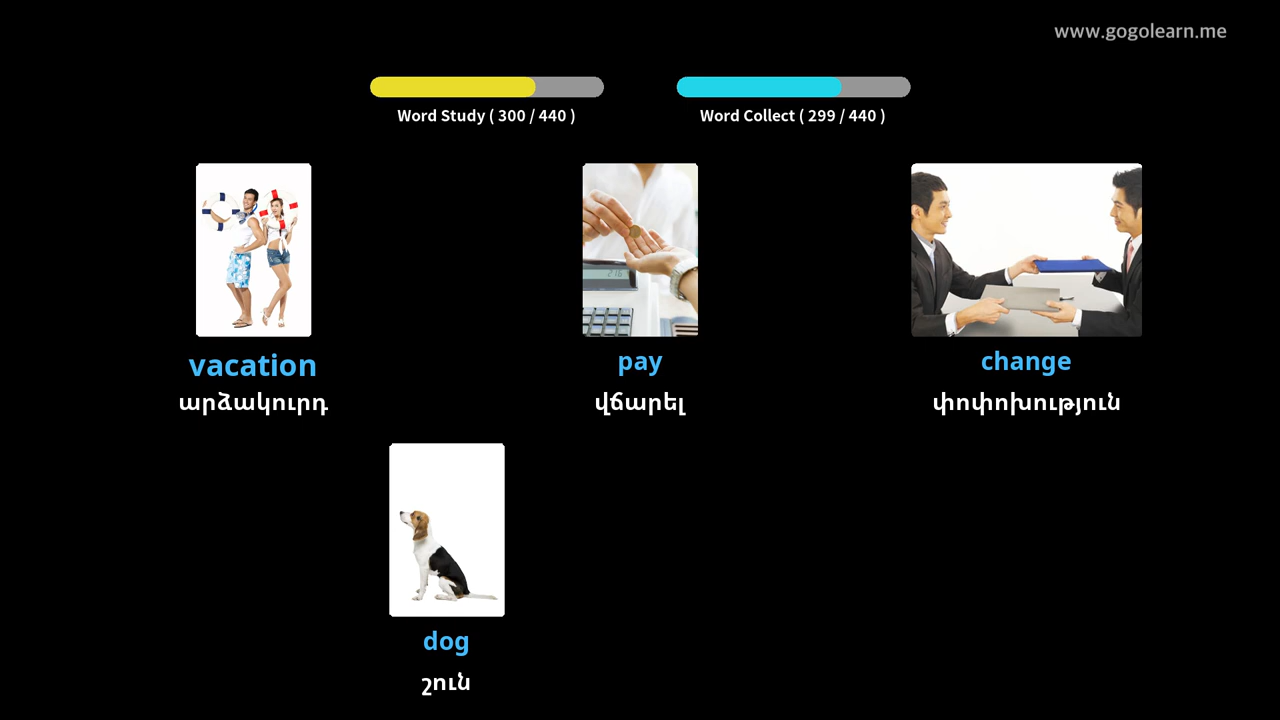 www.gogolearn.me
Word Study ( 300 / 440 )
Word Collect ( 299 / 440 )
vacation
արձակուրդ
pay
վճարել
change
փոփոխություն
dog
շուն